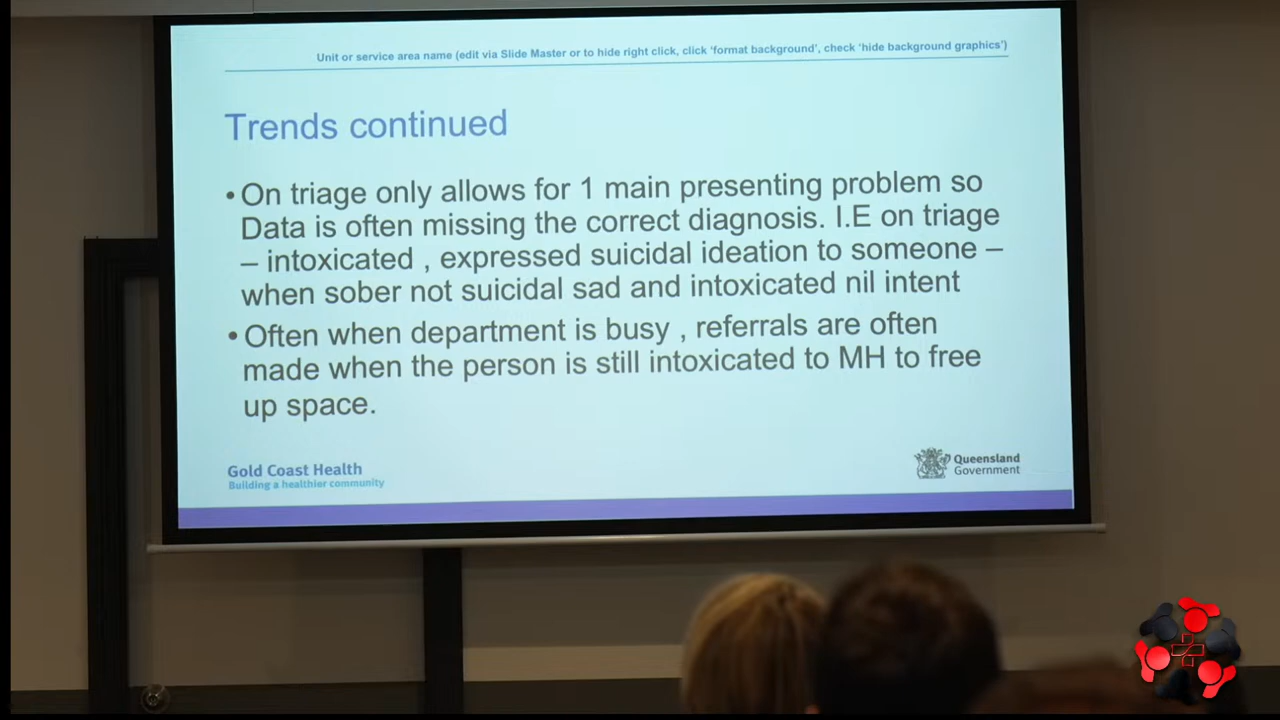 Unit or service area name (edit via Slide Master or to hide right click, click ‘format background’, check ‘hide background graphics’)
Trends continued
• On triage only allows for 1 main presenting problem so
Data is often missing the correct diagnosis. I.E on triage
– intoxicated , expressed suicidal ideation to someone –
when sober not suicidal sad and intoxicated nil intent
• Often when department is busy , referrals are often
made when the person is still intoxicated to MH to free
up space.
Gold Coast Health
Building a healthier community
Queensland
Government